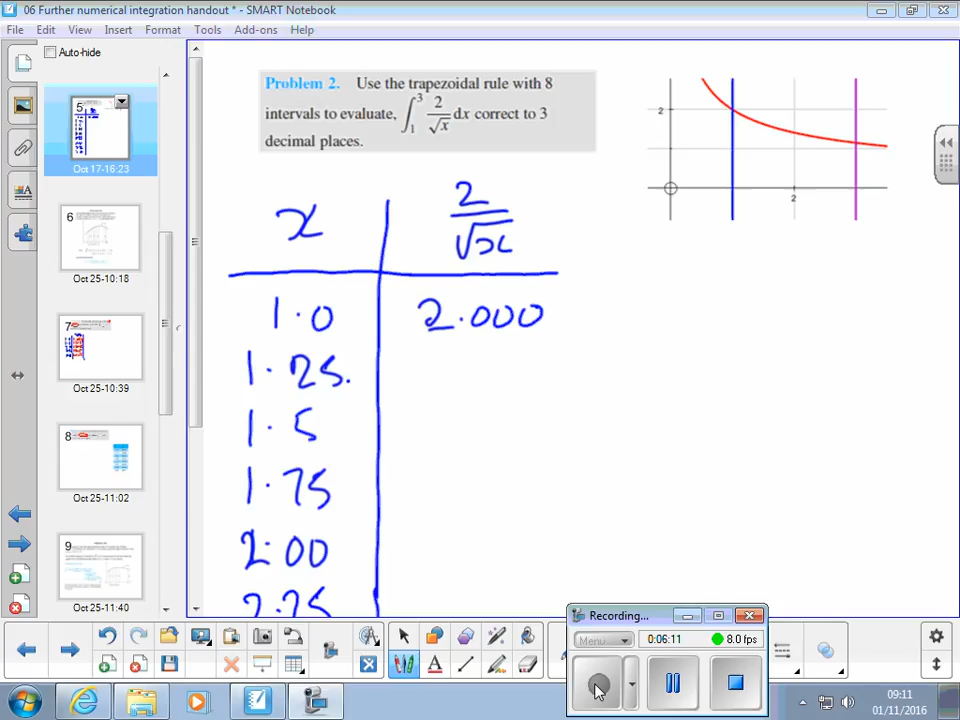 06 Further numerical integration handout * - SMART Notebook
File Edit View Insert Format Tools Add-ons Help
Auto-hide
5
Oct 17-16:23
6
Oct 25-10:18
7
Oct 25-10:39
8
Oct 25-11:02
9
Oct 25-11:40
Problem 2. Use the trapezoidal rule with 8
intervals to evaluate, ∫₁³ 2/√x dx correct to 3
decimal places.
2
2
x 2/√x
1.0 2.000
1.25
1.5
1.75
2.00
2.25
Recording...
Menu 0:06:11 8.0 fps
A
09:11
01/11/2016